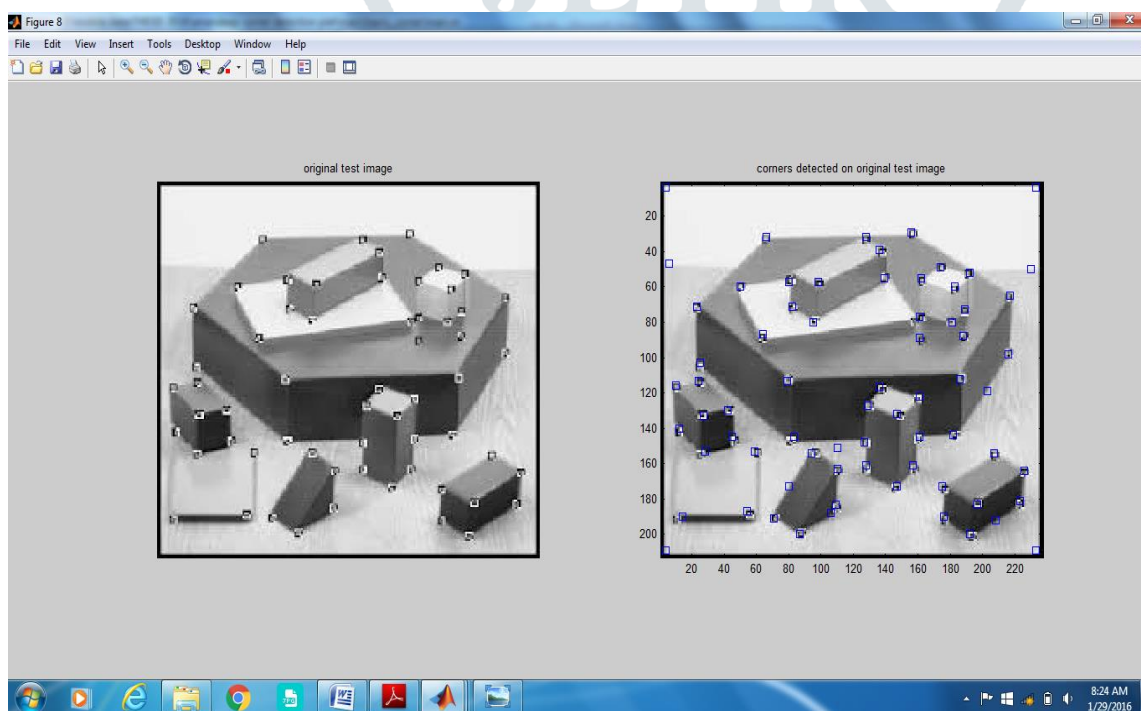 Figure 8
File Edit View Insert Tools Desktop Window Help
original test image
corners detected on original test image
20
40
60
80
100
120
140
160
180
200
20 40 60 80 100 120 140 160 180 200 220
8:24 AM
1/29/2016